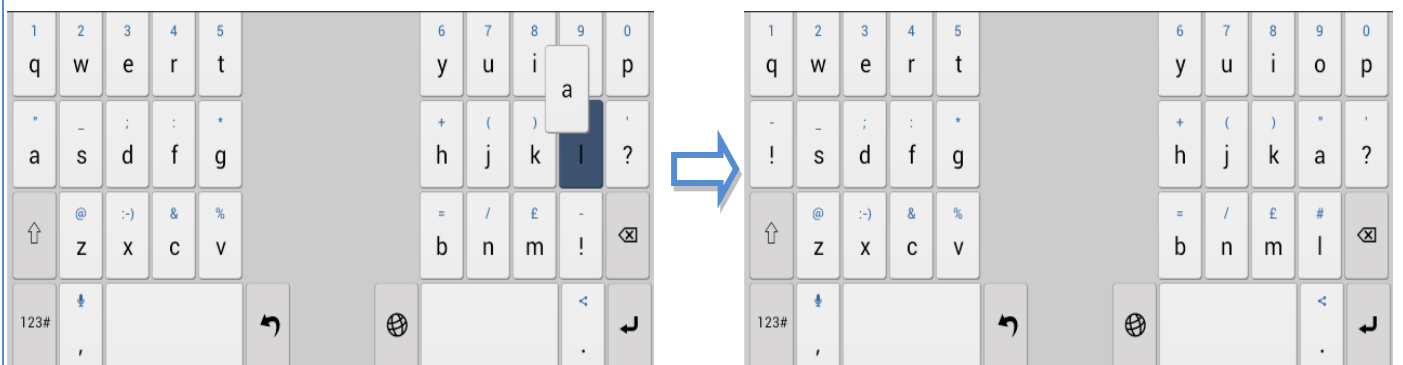 1 2 3 4 5 6 7 8 9 0
q w e r t y u i p
a
" _ ; : * + ( ) '
a s d f g h j k l ?
@ :-) & % = / £ -
z x c v b n m !
123# , .
1 2 3 4 5 6 7 8 9 0
q w e r t y u i o p
- _ ; : * + ( ) " '
! s d f g h j k a ?
@ :-) & % = / £ #
z x c v b n m l
123# , .